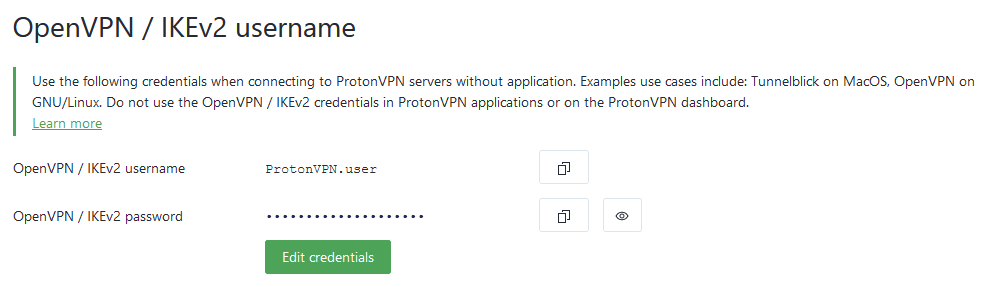 OpenVPN / IKEv2 username
Use the following credentials when connecting to ProtonVPN servers without application. Examples use cases include: Tunnelblick on MacOS, OpenVPN on
GNU/Linux. Do not use the OpenVPN / IKEv2 credentials in ProtonVPN applications or on the ProtonVPN dashboard.
Learn more
OpenVPN / IKEv2 username ProtonVPN.user
OpenVPN / IKEv2 password ••••••••••••••••••••
Edit credentials